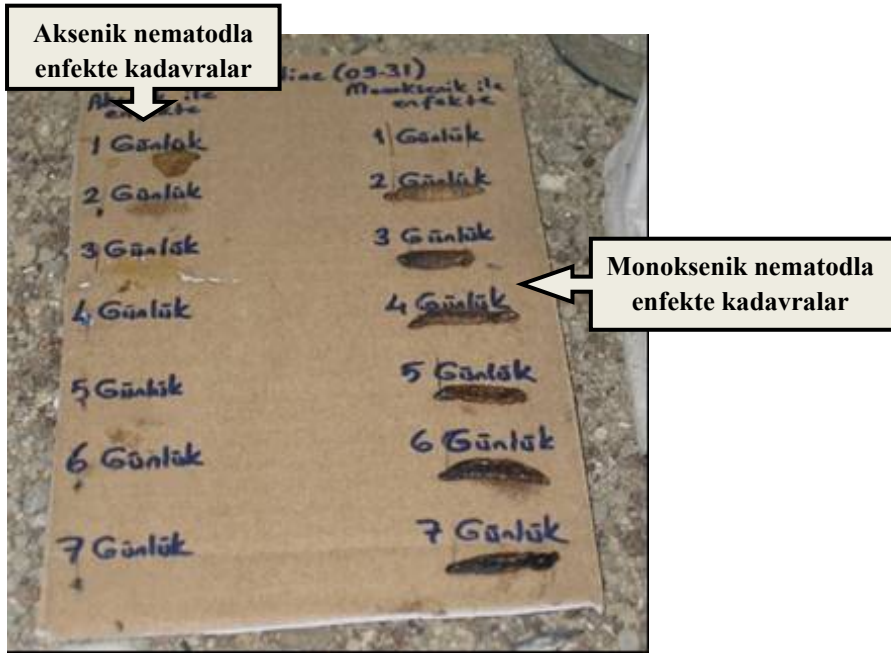 Aksenik nematodla
enfekte kadavralar
(05-31)
ile
enfekte
Monoksenik ile
enfekte
1 Günlük
1 Günlük
2 Günlük
2 Günlük
3 Günlük
3 Günlük
Monoksenik nematodla
enfekte kadavralar
4 Günlük
4 Günlük
5 Günlük
5 Günlük
6 Günlük
6 Günlük
7 Günlük
7 Günlük